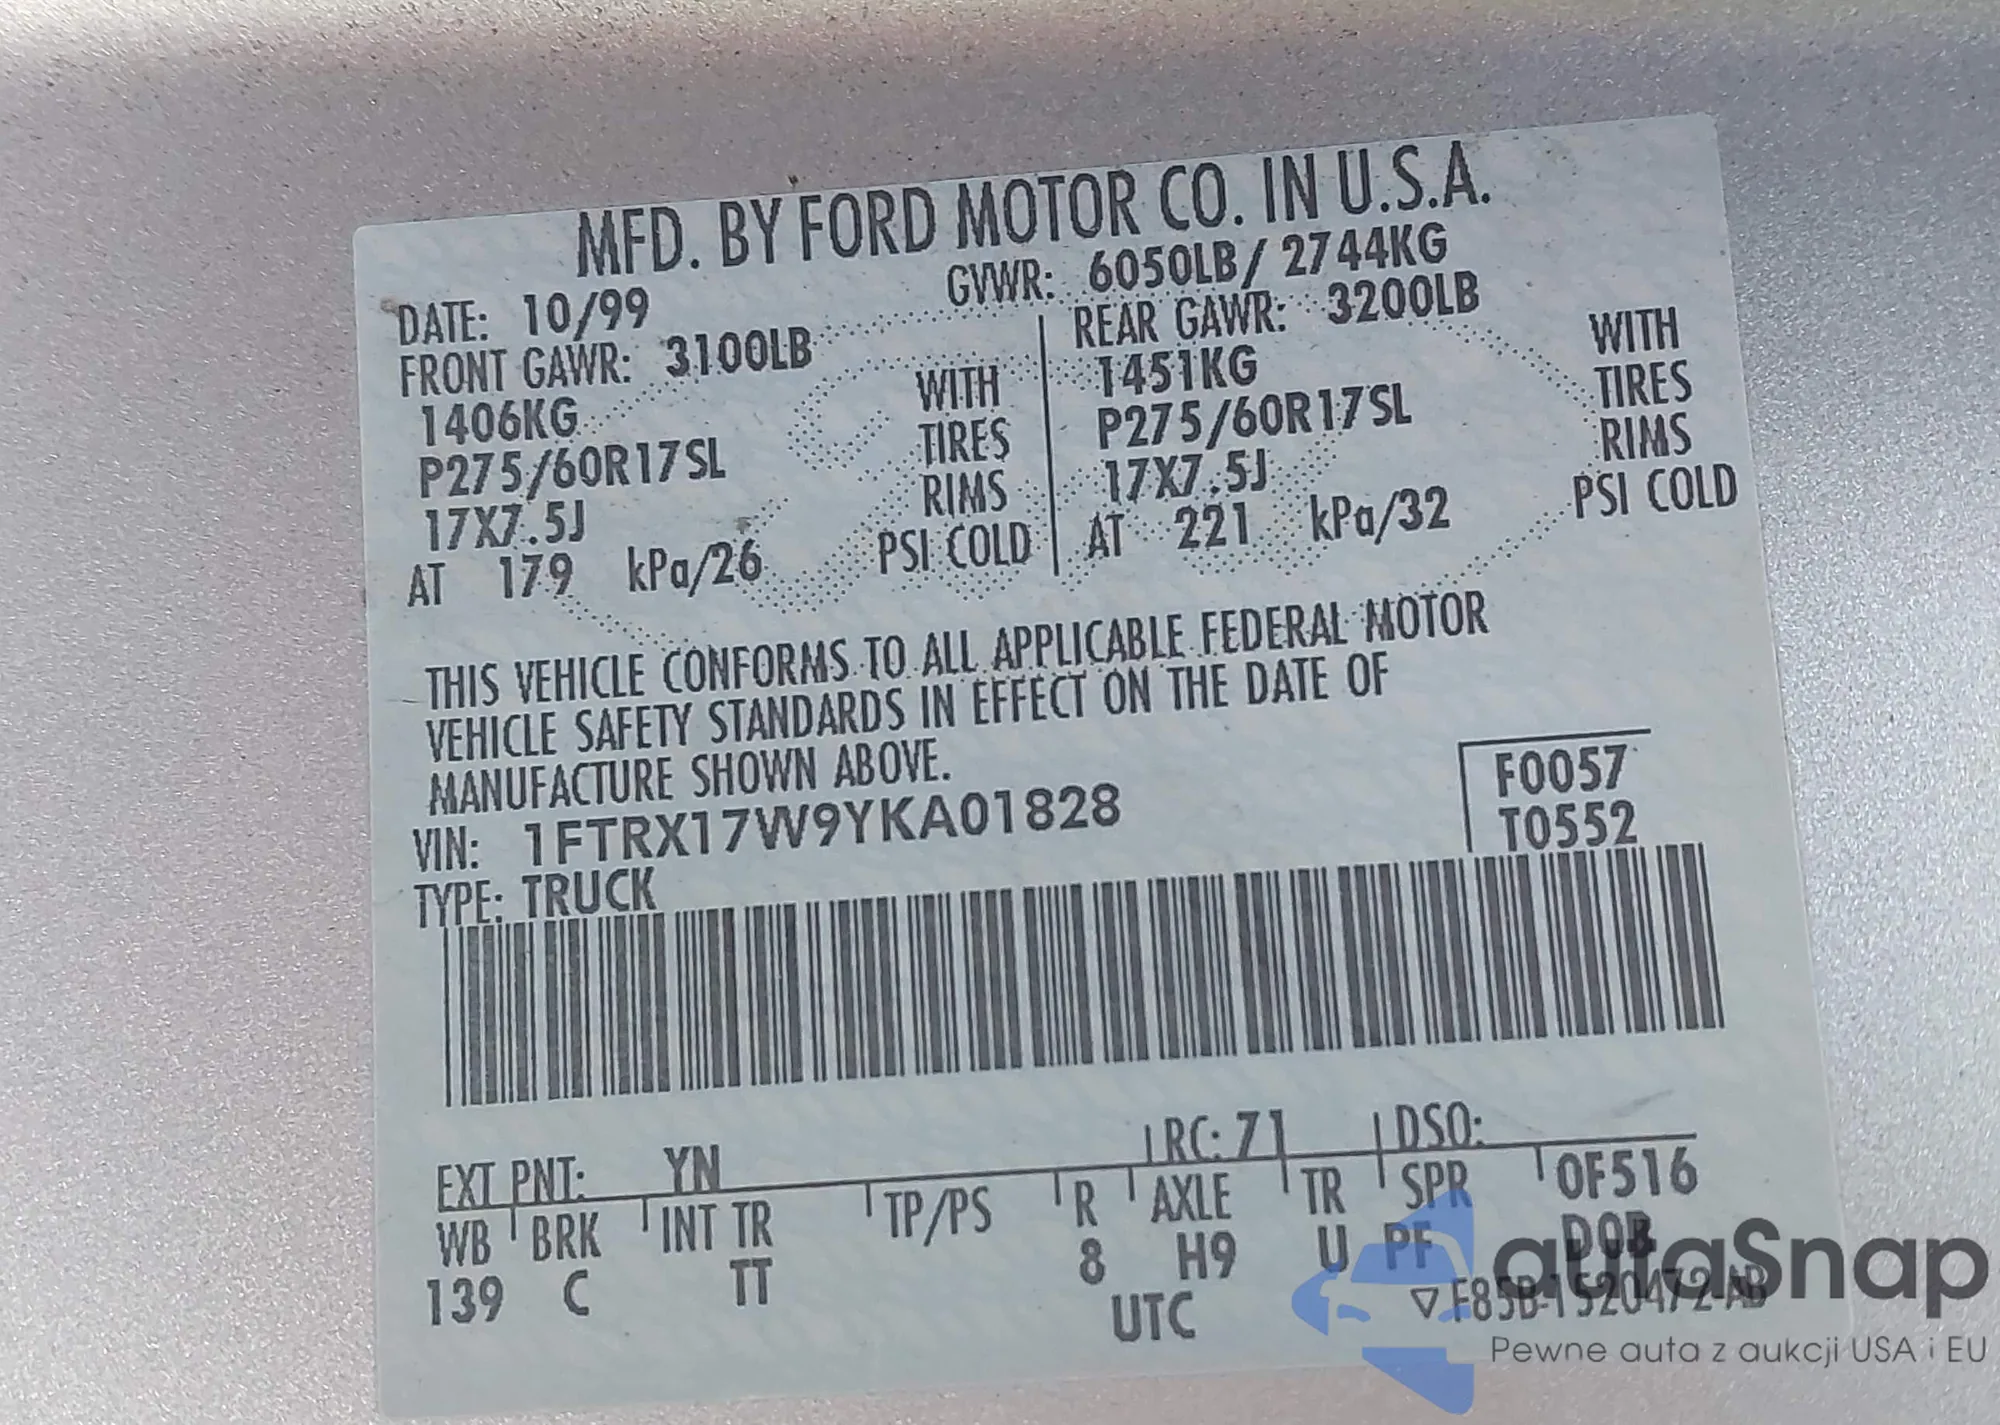 MFD. BY FORD MOTOR CO. IN U.S.A.
DATE: 10/99 GVWR: 6050LB/ 2744KG
FRONT GAWR: 3100LB REAR GAWR: 3200LB
1406KG WITH 1451KG WITH
P275/60R17SL TIRES P275/60R17SL TIRES
17X7.5J RIMS 17X7.5J RIMS
AT 179 kPa/26 PSI COLD AT 221 kPa/32 PSI COLD
THIS VEHICLE CONFORMS TO ALL APPLICABLE FEDERAL MOTOR
VEHICLE SAFETY STANDARDS IN EFFECT ON THE DATE OF
MANUFACTURE SHOWN ABOVE.
F0057
VIN: 1FTRX17W9YKA01828 T0552
TYPE: TRUCK
EXT PNT: YN RC: 71 DSO:
WB BRK INT TR TP/PS R AXLE TR SPR 0F516
139 C TT 8 H9 U PF D0B
UTC ▽ F85B-1520472-AB
autaSnap
Pewne auta z aukcji USA i EU